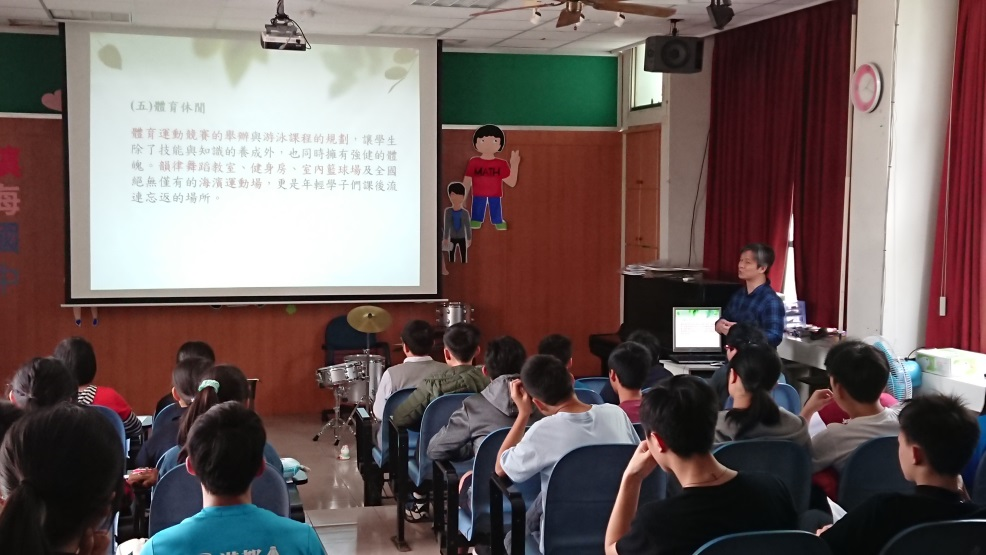 (五)體育休閒
體育運動競賽的舉辦與游泳課程的規劃，讓學生
除了技能與知識的養成外，也同時擁有強健的體
魄。韻律舞蹈教室、健身房、室內籃球場及全國
絕無僅有的海濱運動場，更是年輕學子們課後流
連忘返的場所。
MATH
海